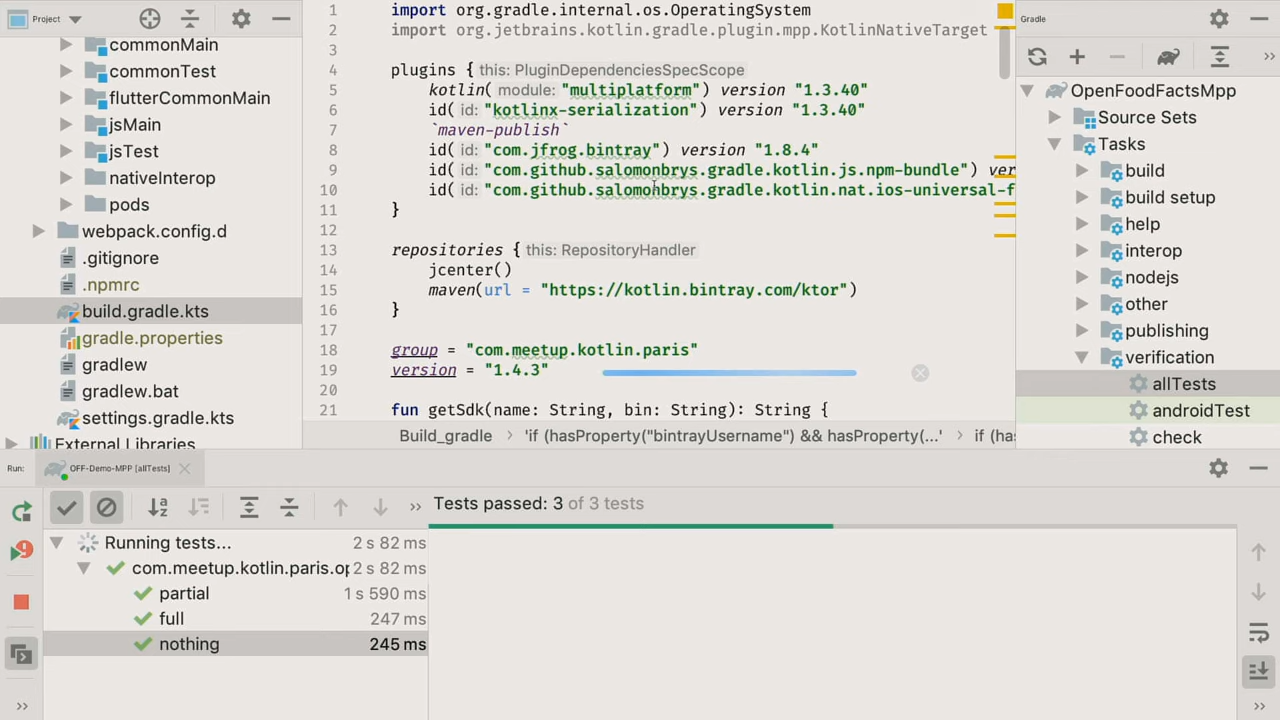 Project
commonMain
commonTest
flutterCommonMain
jsMain
jsTest
nativeInterop
pods
webpack.config.d
.gitignore
.npmrc
build.gradle.kts
gradle.properties
gradlew
gradlew.bat
settings.gradle.kts
External Libraries
1 import org.gradle.internal.os.OperatingSystem
2 import org.jetbrains.kotlin.gradle.plugin.mpp.KotlinNativeTarget
3
4 plugins { this: PluginDependenciesSpecScope
5 kotlin( module: "multiplatform") version "1.3.40"
6 id( id: "kotlinx-serialization") version "1.3.40"
7 `maven-publish`
8 id( id: "com.jfrog.bintray") version "1.8.4"
9 id( id: "com.github.salomonbrys.gradle.kotlin.js.npm-bundle") ver
10 id( id: "com.github.salomonbrys.gradle.kotlin.nat.ios-universal-f
11 }
12
13 repositories { this: RepositoryHandler
14 jcenter()
15 maven(url = "https://kotlin.bintray.com/ktor")
16 }
17
18 group = "com.meetup.kotlin.paris"
19 version = "1.4.3"
20
21 fun getSdk(name: String, bin: String): String {
Build_gradle › 'if (hasProperty("bintrayUsername") && hasProperty(...' › if (has
Gradle
OpenFoodFactsMpp
Source Sets
Tasks
build
build setup
help
interop
nodejs
other
publishing
verification
allTests
androidTest
check
Run: OFF-Demo-MPP [allTests]
Tests passed: 3 of 3 tests
Running tests... 2 s 82 ms
com.meetup.kotlin.paris.op 2 s 82 ms
partial 1 s 590 ms
full 247 ms
nothing 245 ms
9